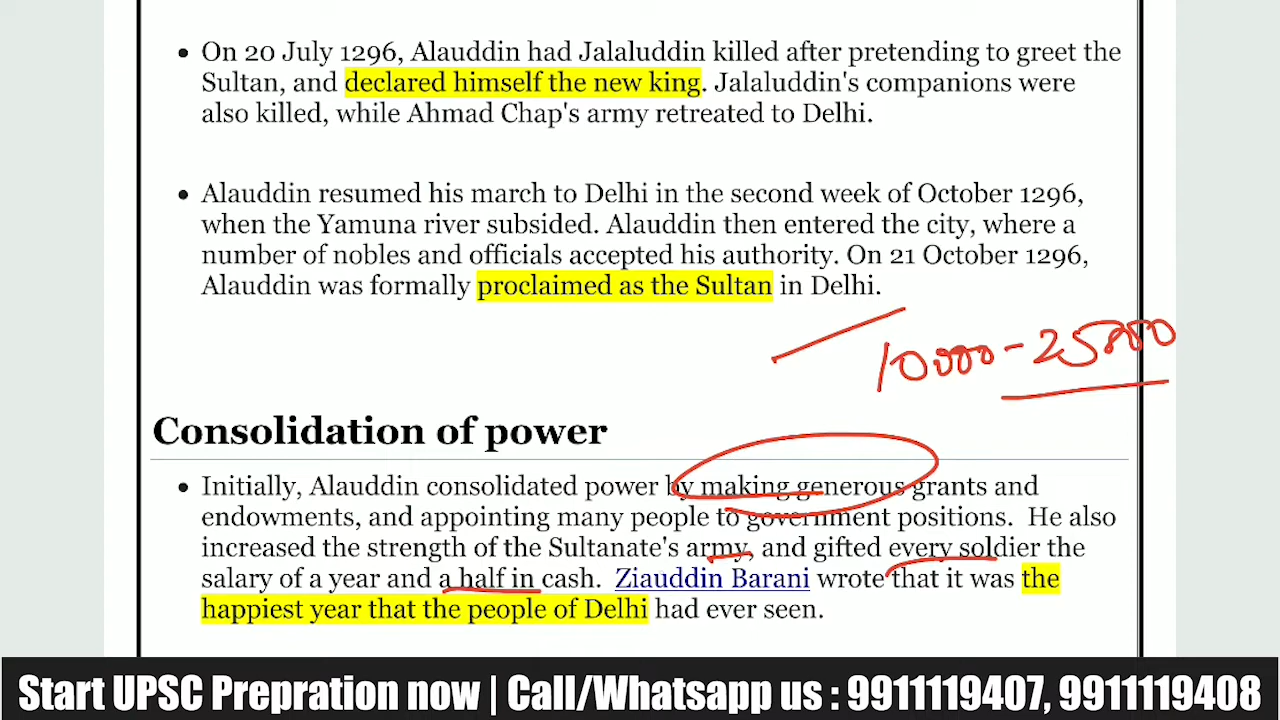 • On 20 July 1296, Alauddin had Jalaluddin killed after pretending to greet the
Sultan, and declared himself the new king. Jalaluddin's companions were
also killed, while Ahmad Chap's army retreated to Delhi.
• Alauddin resumed his march to Delhi in the second week of October 1296,
when the Yamuna river subsided. Alauddin then entered the city, where a
number of nobles and officials accepted his authority. On 21 October 1296,
Alauddin was formally proclaimed as the Sultan in Delhi.
10000-25000
Consolidation of power
• Initially, Alauddin consolidated power by making generous grants and
endowments, and appointing many people to government positions. He also
increased the strength of the Sultanate's army, and gifted every soldier the
salary of a year and a half in cash. Ziauddin Barani wrote that it was the
happiest year that the people of Delhi had ever seen.
Start UPSC Prepration now | Call/Whatsapp us : 9911119407, 9911119408